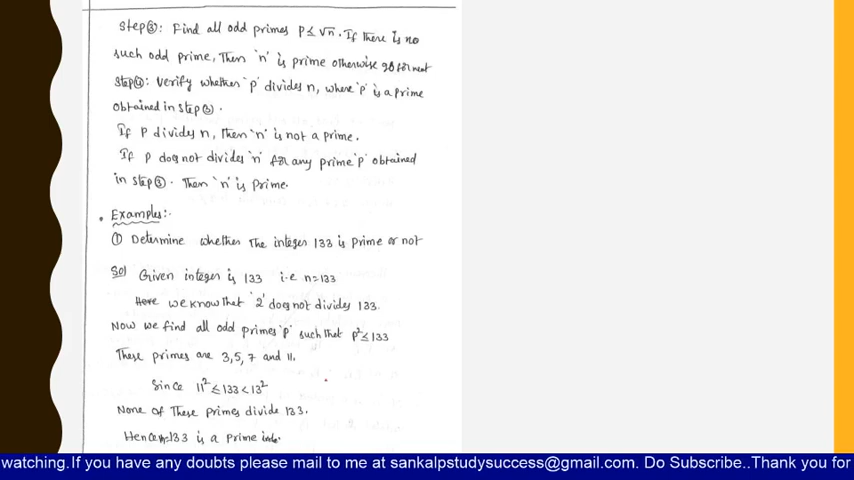 Step③: Find all odd primes P ≤ √n. If there is no
such odd prime, Then 'n' is prime otherwise go for next
Step④: Verify whether 'p' divides n, where 'p' is a prime
obtained in Step③.
If P divides n, Then 'n' is not a prime.
If P does not divides 'n' for any prime 'p' obtained
in Step③. Then 'n' is prime.
• Examples:-
① Determine whether The integer 133 is prime or not
Sol Given integer is 133 i.e n=133
Here we know that '2' does not divides 133.
Now we find all odd primes 'p' such that p² ≤ 133
These primes are 3, 5, 7 and 11.
Since 11² ≤ 133 < 13²
None of These primes divide 133.
Hence n=133 is a prime
watching.If you have any doubts please mail to me at sankalpstudysuccess@gmail.com. Do Subscribe..Thank you for